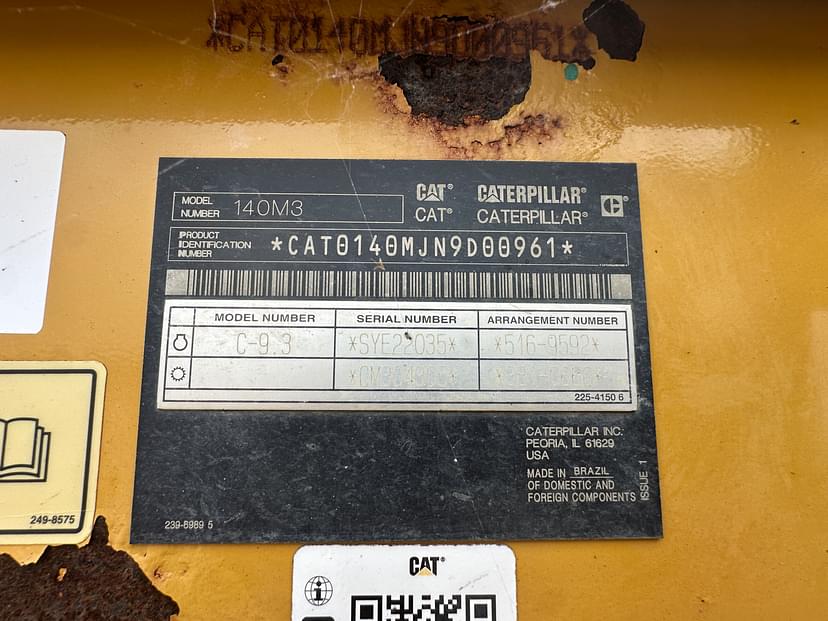 *CAT0140MJN9D00961*
MODEL NUMBER 140M3
CAT® CATERPILLAR®
CAT® CATERPILLAR®
PRODUCT IDENTIFICATION NUMBER *CAT0140MJN9D00961*
MODEL NUMBER SERIAL NUMBER ARRANGEMENT NUMBER
C-9.3 *SYE22035* *516-9592*
225-4150 6
CATERPILLAR INC.
PEORIA, IL 61629
USA
MADE IN BRAZIL
OF DOMESTIC AND
FOREIGN COMPONENTS
ISSUE 1
239-6989 5
249-8575
CAT®